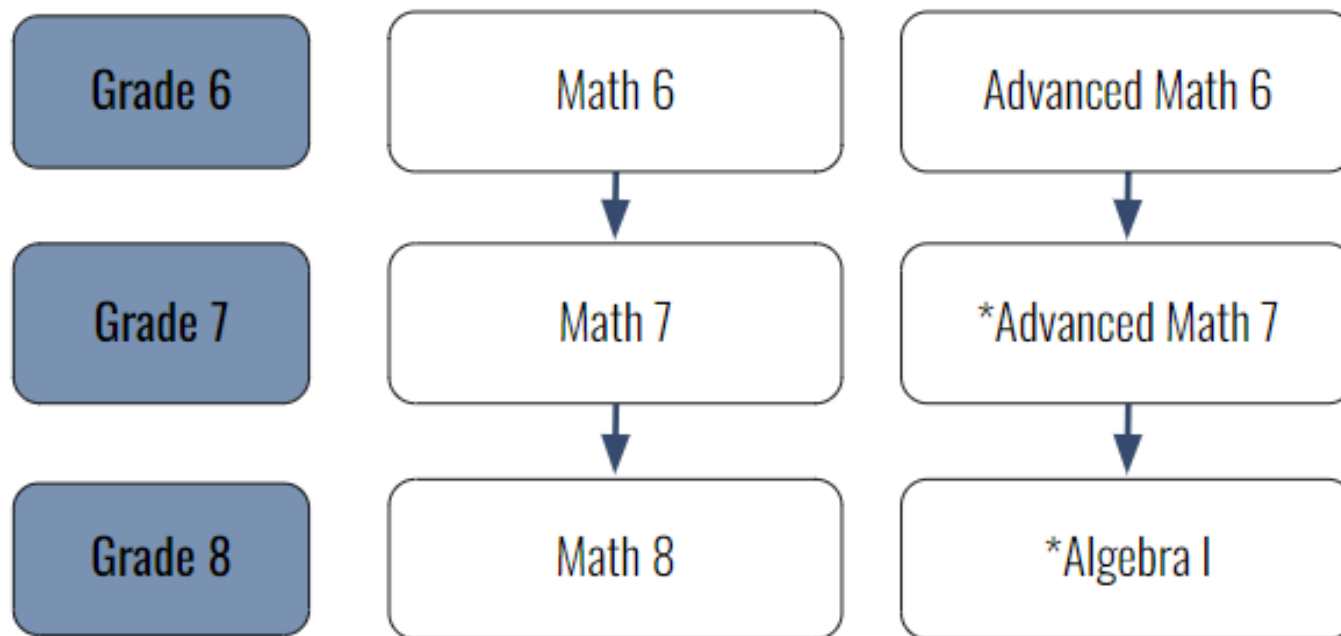 Grade 6
Math 6
Advanced Math 6
Grade 7
Math 7
*Advanced Math 7
Grade 8
Math 8
*Algebra I